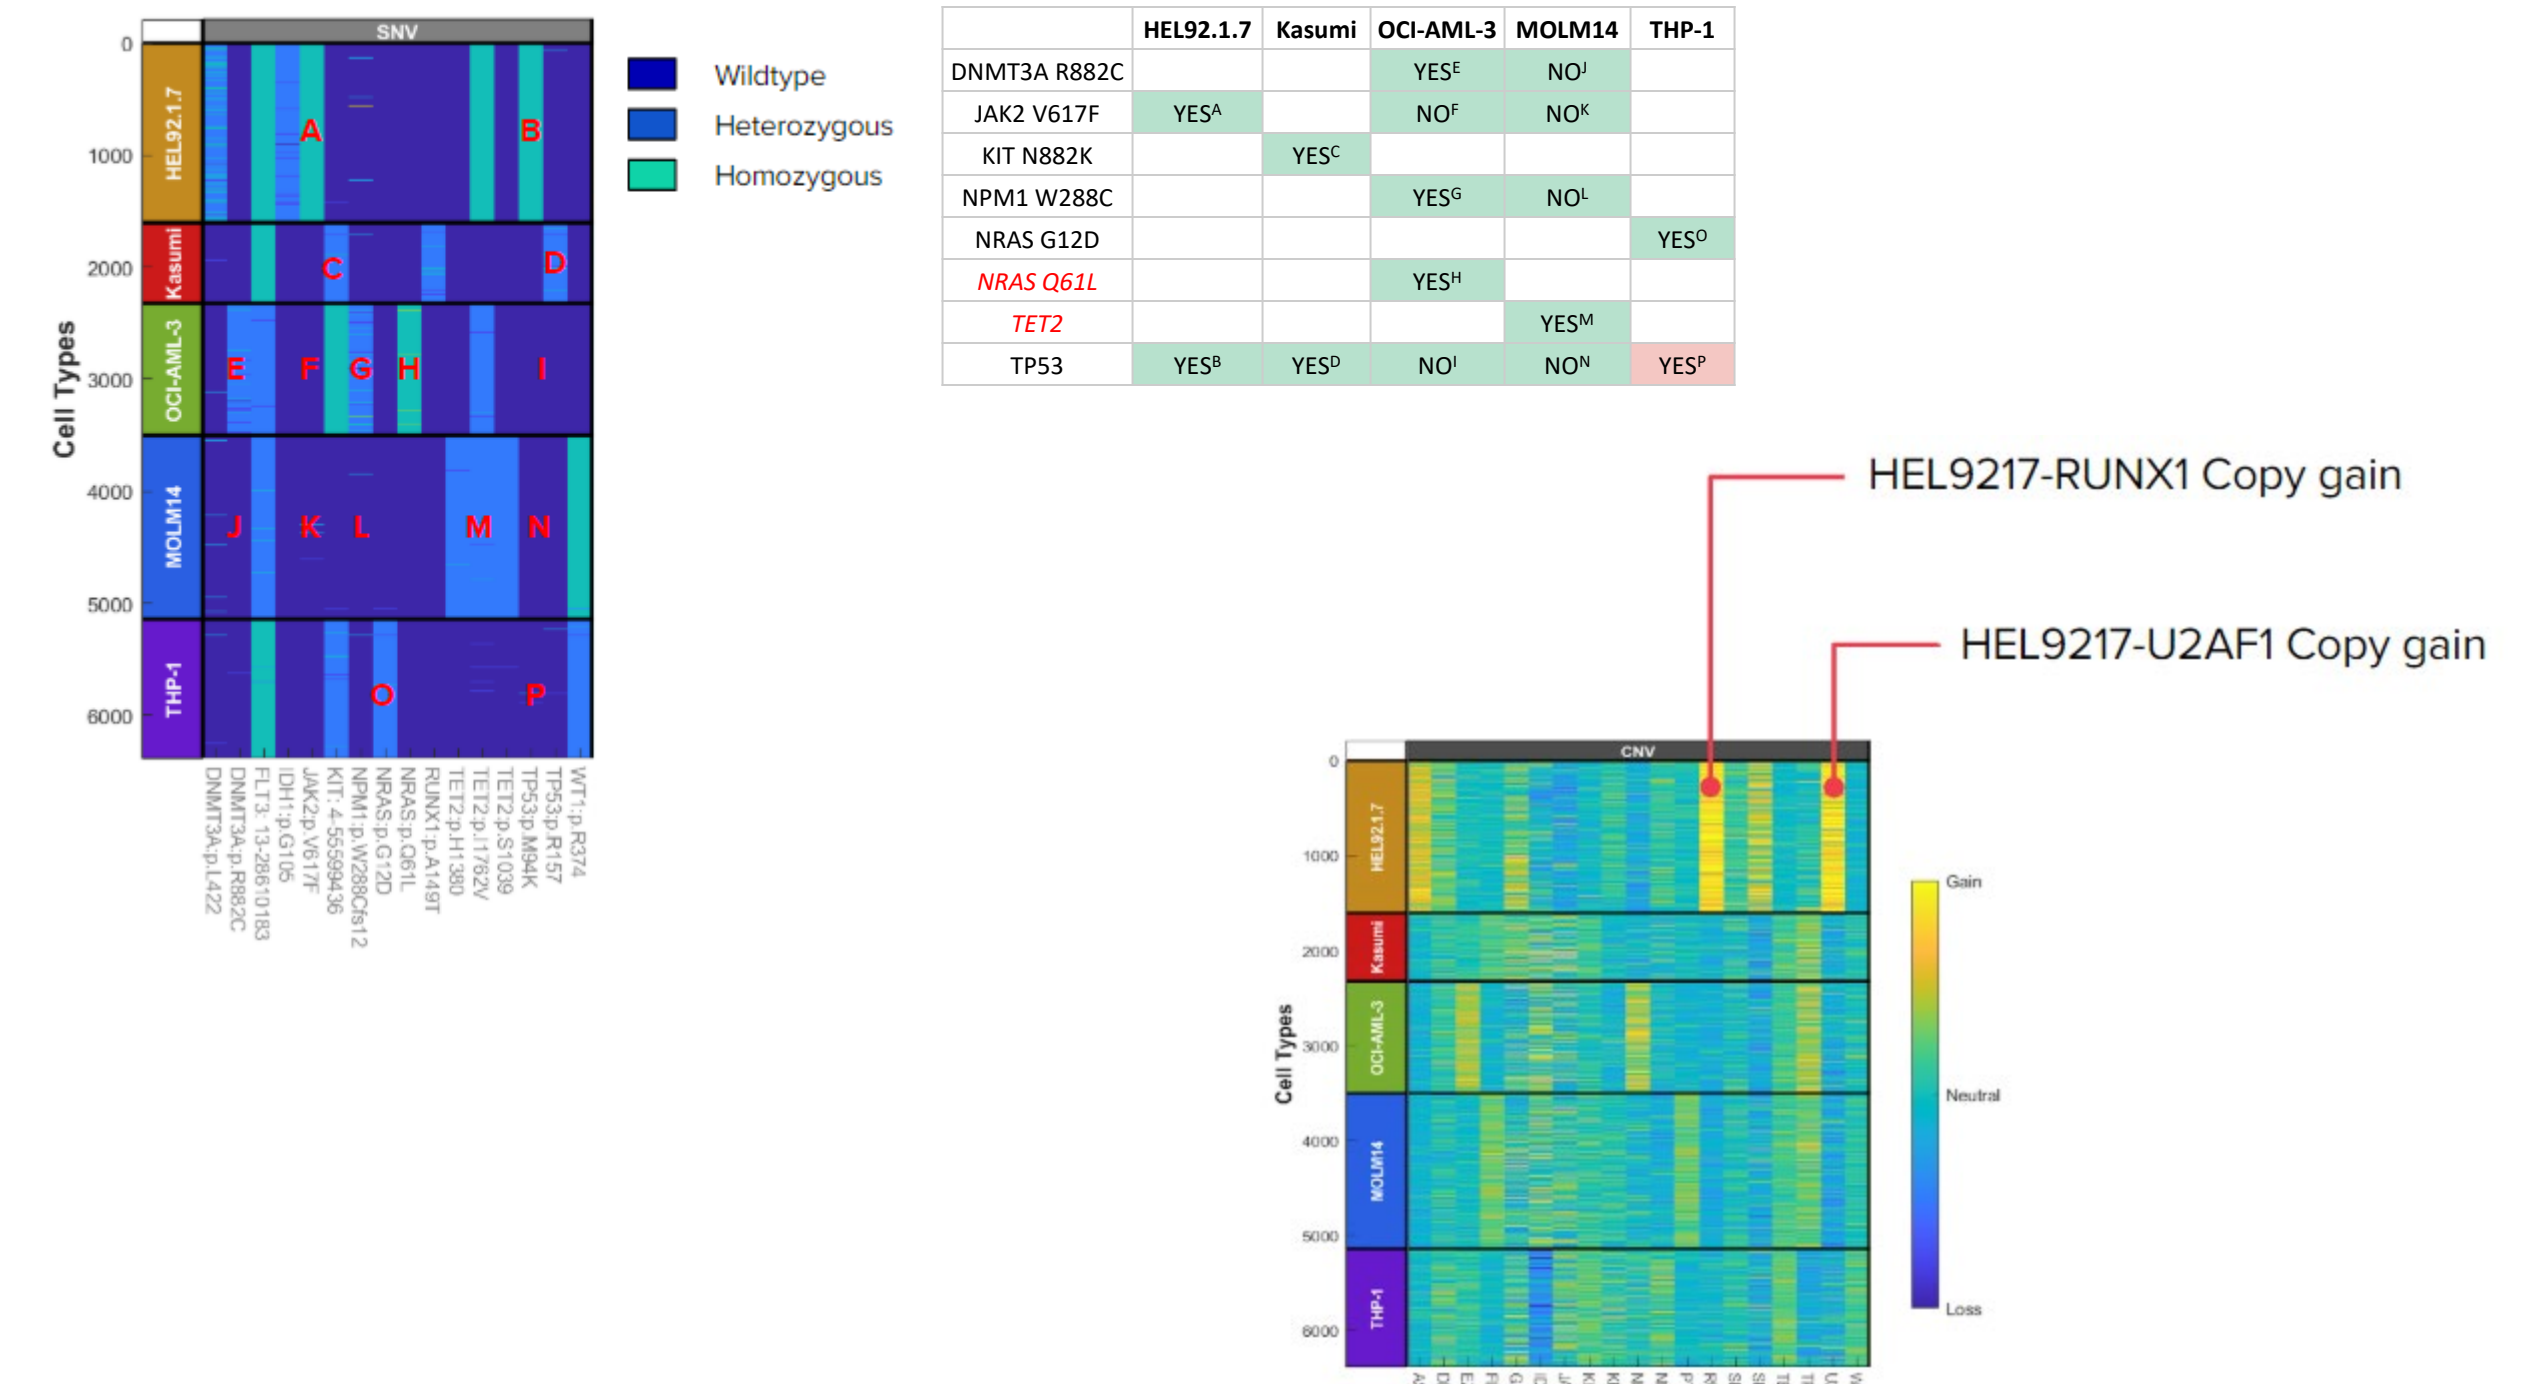 SNV
0
1000
2000
3000
4000
5000
6000
Cell Types
HEL92.1.7
Kasumi
OCI-AML-3
MOLM14
THP-1
A
B
C
D
E
F
G
H
I
J
K
L
M
N
O
P
DNMT3A:p.L422
DNMT3A:p.R882C
FLT3: 13-28610183
IDH1:p.G105
JAK2:p.V617F
KIT: 4-55599436
NPM1:p.W288Cfs12
NRAS:p.G12D
NRAS:p.Q61L
RUNX1:p.A149T
TET2:p.H1380
TET2:p.I1762V
TET2:p.S1039
TP53:p.M94K
TP53:p.R157
WT1:p.R374
Wildtype
Heterozygous
Homozygous
HEL92.1.7 Kasumi OCI-AML-3 MOLM14 THP-1
DNMT3A R882C YESᴱ NOᴶ
JAK2 V617F YESᴬ NOF NOᴷ
KIT N882K YESC
NPM1 W288C YESᴳ NOᴸ
NRAS G12D YESᴼ
NRAS Q61L YESᴴ
TET2 YESᴹ
TP53 YESᴮ YESᴰ NOᴵ NOᴺ YESᴾ
HEL9217-RUNX1 Copy gain
HEL9217-U2AF1 Copy gain
CNV
0
1000
2000
3000
4000
5000
6000
Cell Types
HEL92.1.7
Kasumi
OCI-AML-3
MOLM14
THP-1
Gain
Neutral
Loss